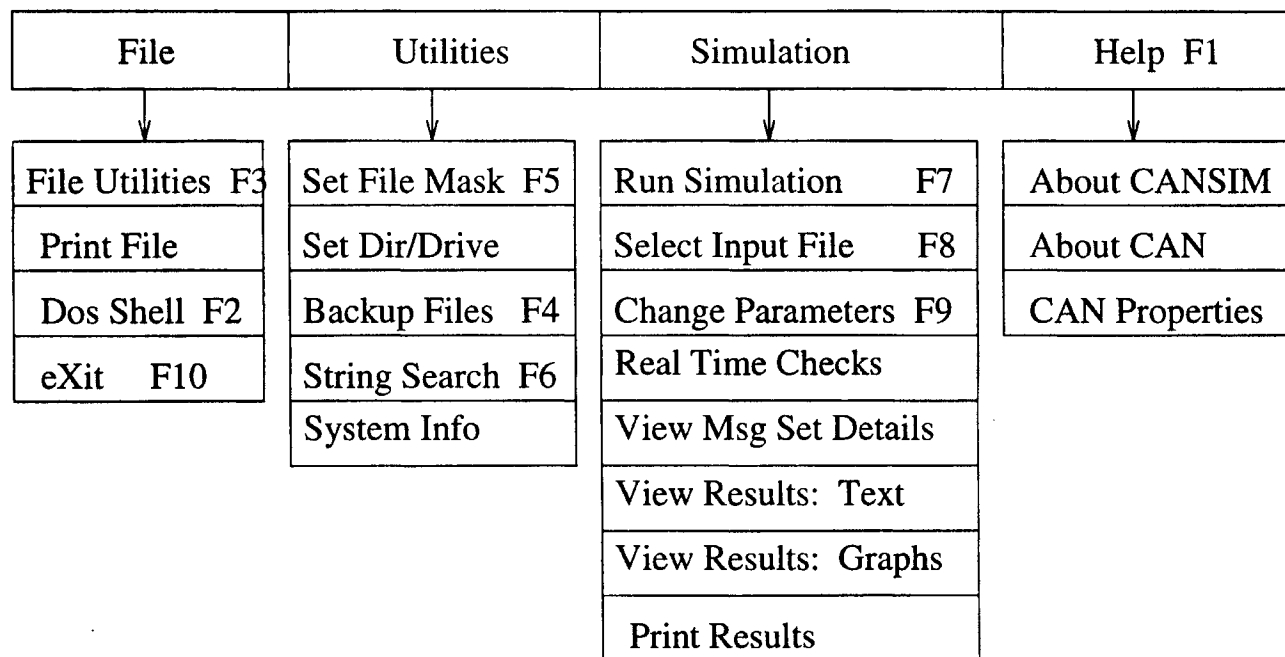 File Utilities Simulation Help F1
File Utilities F3
Print File
Dos Shell F2
eXit F10
Set File Mask F5
Set Dir/Drive
Backup Files F4
String Search F6
System Info
Run Simulation F7
Select Input File F8
Change Parameters F9
Real Time Checks
View Msg Set Details
View Results: Text
View Results: Graphs
Print Results
About CANSIM
About CAN
CAN Properties